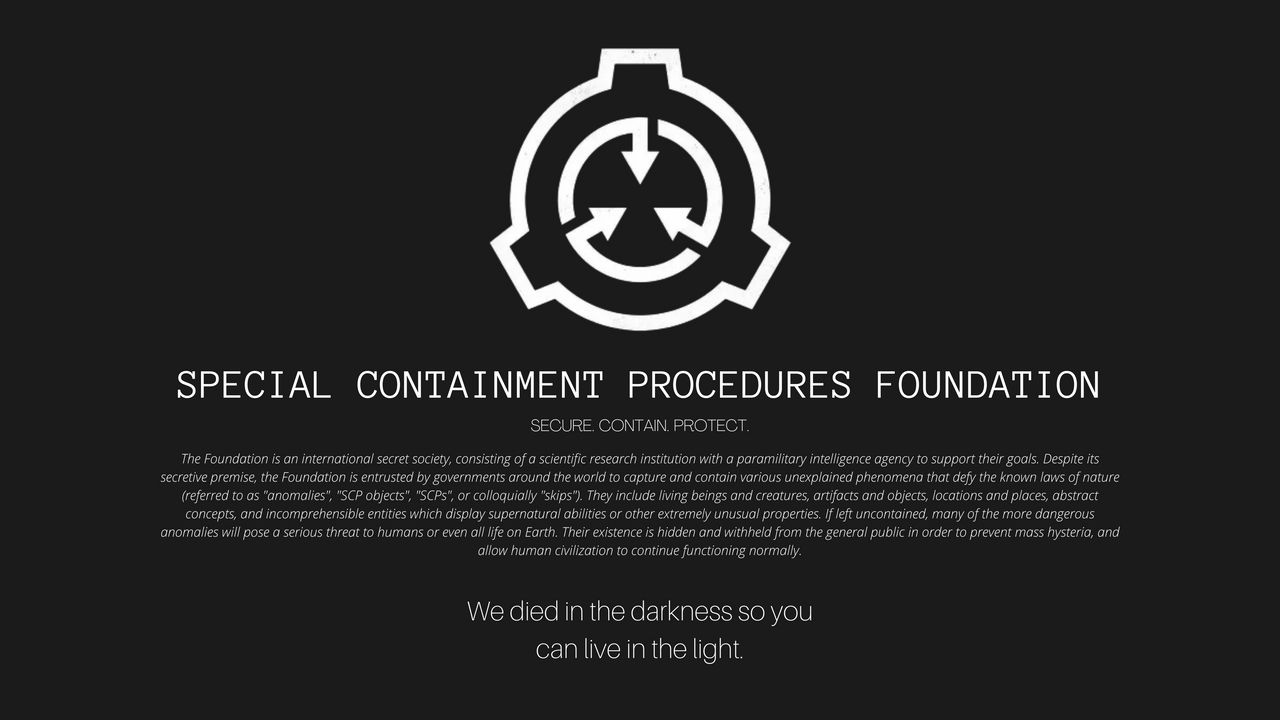 SPECIAL CONTAINMENT PROCEDURES FOUNDATION
SECURE. CONTAIN. PROTECT.
The Foundation is an international secret society, consisting of a scientific research institution with a paramilitary intelligence agency to support their goals. Despite its
secretive premise, the Foundation is entrusted by governments around the world to capture and contain various unexplained phenomena that defy the known laws of nature
(referred to as "anomalies", "SCP objects", "SCPs", or colloquially "skips"). They include living beings and creatures, artifacts and objects, locations and places, abstract
concepts, and incomprehensible entities which display supernatural abilities or other extremely unusual properties. If left uncontained, many of the more dangerous
anomalies will pose a serious threat to humans or even all life on Earth. Their existence is hidden and withheld from the general public in order to prevent mass hysteria, and
allow human civilization to continue functioning normally.
We died in the darkness so you
can live in the light.